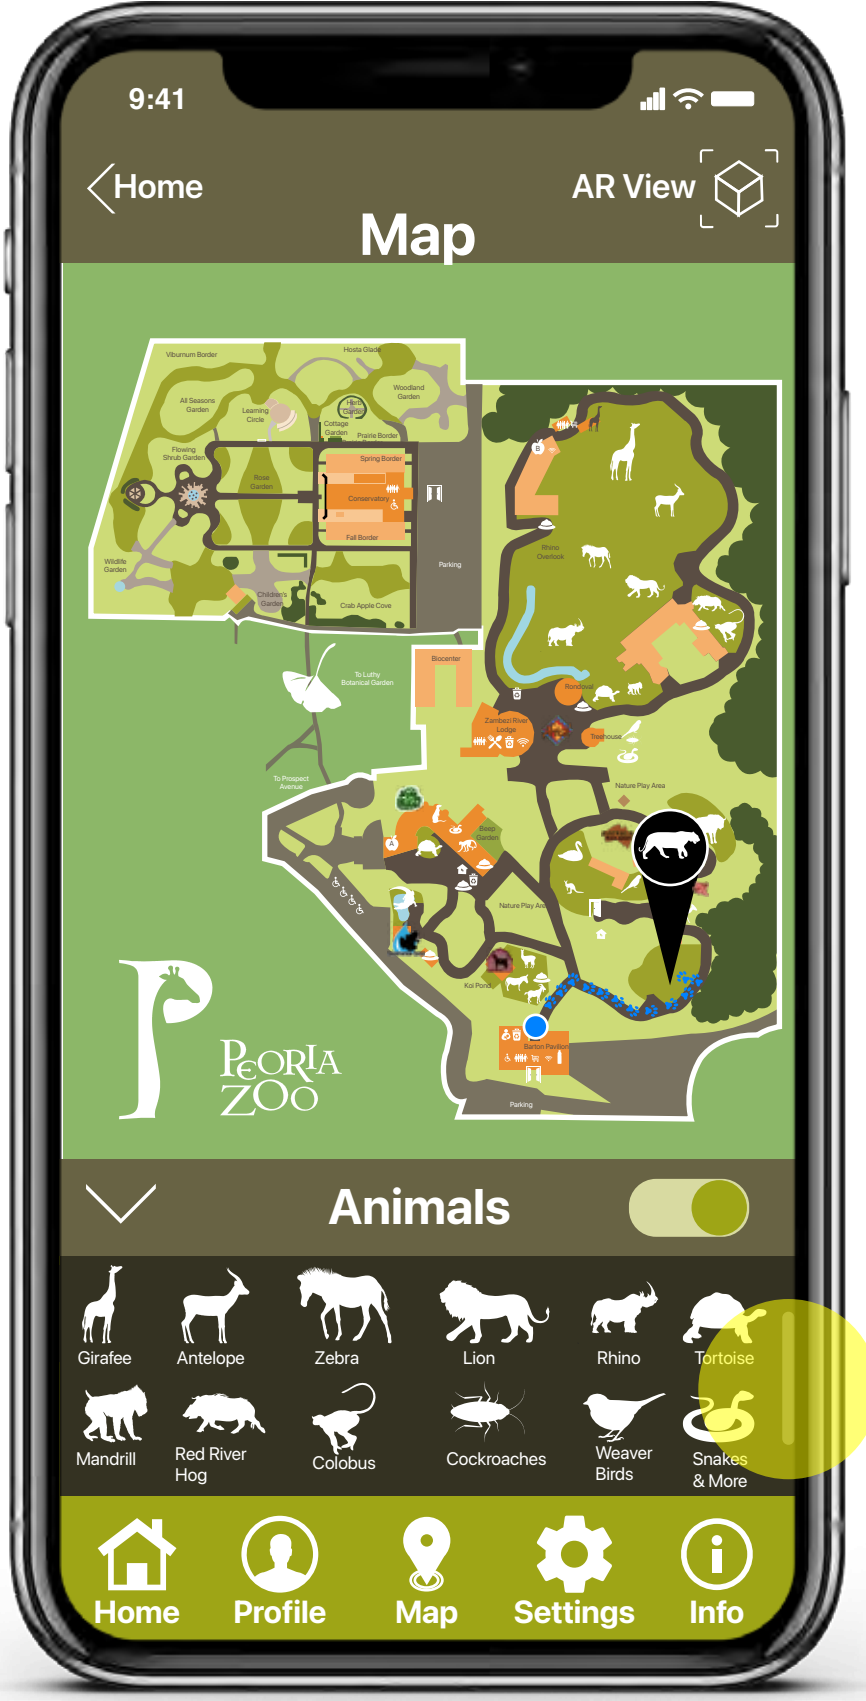 9:41
Home
AR View
Map
Viburnum Border
Hosta Glade
Woodland
Garden
All Seasons
Garden
Learning
Circle
Herb
Garden
Cottage
Garden
Prairie Border
Flowing
Shrub Garden
Spring Border
Rose
Garden
Conservatory
Fall Border
B
Rhino
Overlook
Parking
Wildlife
Garden
Children's
Garden
Crab Apple Cove
Biocenter
To Luthy
Botanical Garden
Rondoval
Zambezi River
Lodge
Treehouse
To Prospect
Avenue
Nature Play Area
Beep
Garden
A
Nature Play Area
Koi Pond
Barton Pavilion
Parking
PEORIA
ZOO
Animals
Girafee
Antelope
Zebra
Lion
Rhino
Tortoise
Mandrill
Red River
Hog
Colobus
Cockroaches
Weaver
Birds
Snakes
& More
Home
Profile
Map
Settings
Info